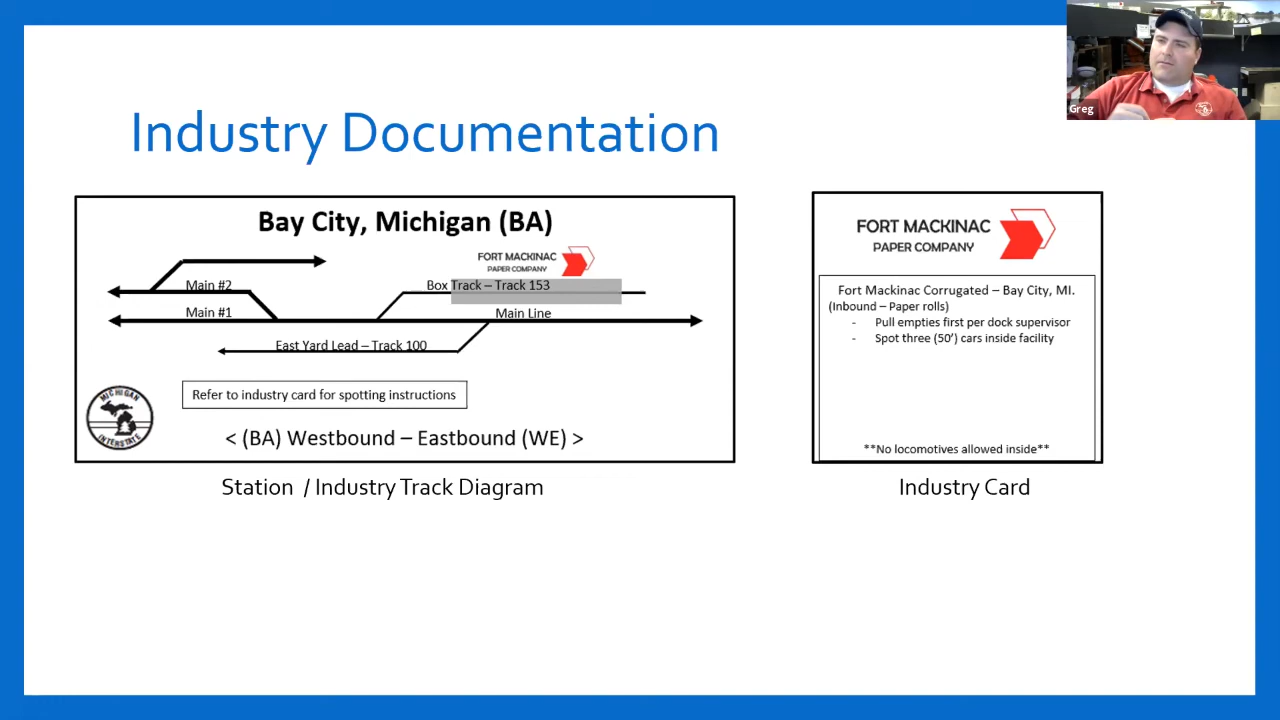 Greg
Industry Documentation
Bay City, Michigan (BA)
FORT MACKINAC
PAPER COMPANY
Main #2
Box Track – Track 153
Main #1
Main Line
East Yard Lead – Track 100
MICHIGAN
INTERSTATE
Refer to industry card for spotting instructions
< (BA) Westbound – Eastbound (WE) >
Station / Industry Track Diagram
FORT MACKINAC
PAPER COMPANY
Fort Mackinac Corrugated – Bay City, MI.
(Inbound – Paper rolls)
- Pull empties first per dock supervisor
- Spot three (50') cars inside facility
**No locomotives allowed inside**
Industry Card